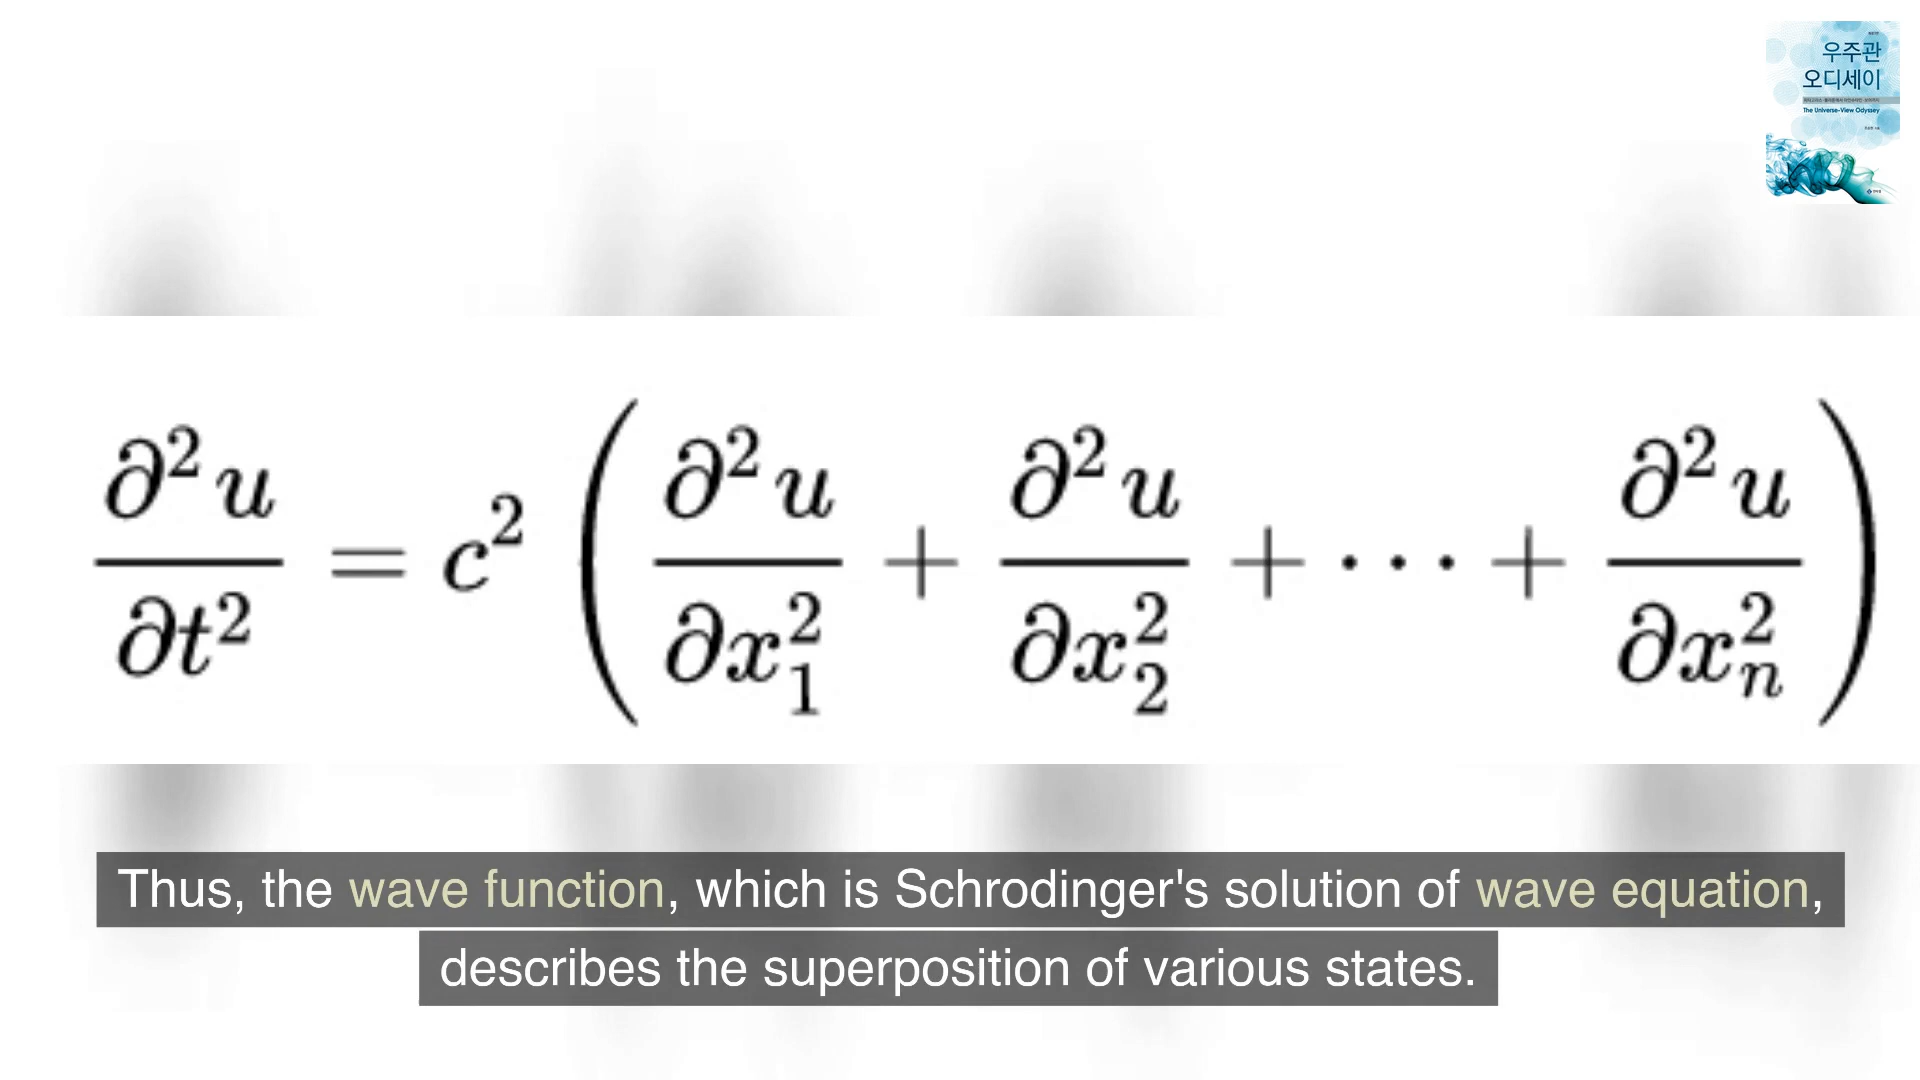 우주관
오디세이
The Universe-View Odyssey
∂²u/∂t² = c² (∂²u/∂x₁² + ∂²u/∂x₂² + ··· + ∂²u/∂xₙ²)
Thus, the wave function, which is Schrodinger's solution of wave equation,
describes the superposition of various states.